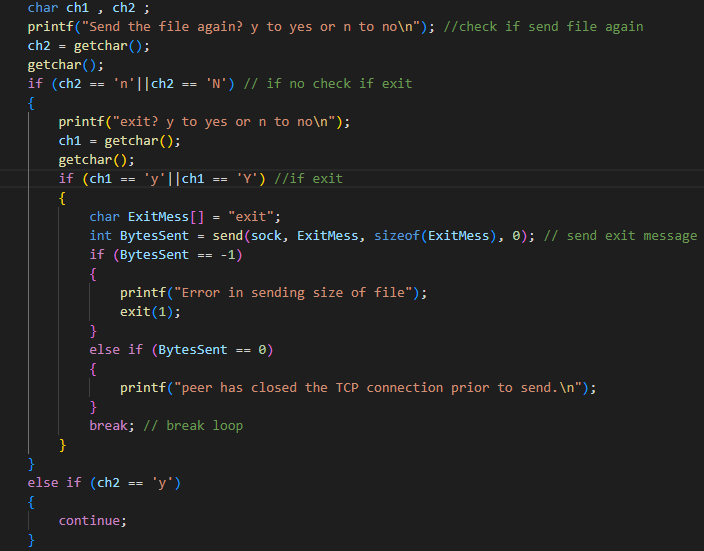 char ch1 , ch2 ;
printf("Send the file again? y to yes or n to no\n"); //check if send file again
ch2 = getchar();
getchar();
if (ch2 == 'n'||ch2 == 'N') // if no check if exit
{
printf("exit? y to yes or n to no\n");
ch1 = getchar();
getchar();
if (ch1 == 'y'||ch1 == 'Y') //if exit
{
char ExitMess[] = "exit";
int BytesSent = send(sock, ExitMess, sizeof(ExitMess), 0); // send exit message
if (BytesSent == -1)
{
printf("Error in sending size of file");
exit(1);
}
else if (BytesSent == 0)
{
printf("peer has closed the TCP connection prior to send.\n");
}
break; // break loop
}
}
else if (ch2 == 'y')
{
continue;
}